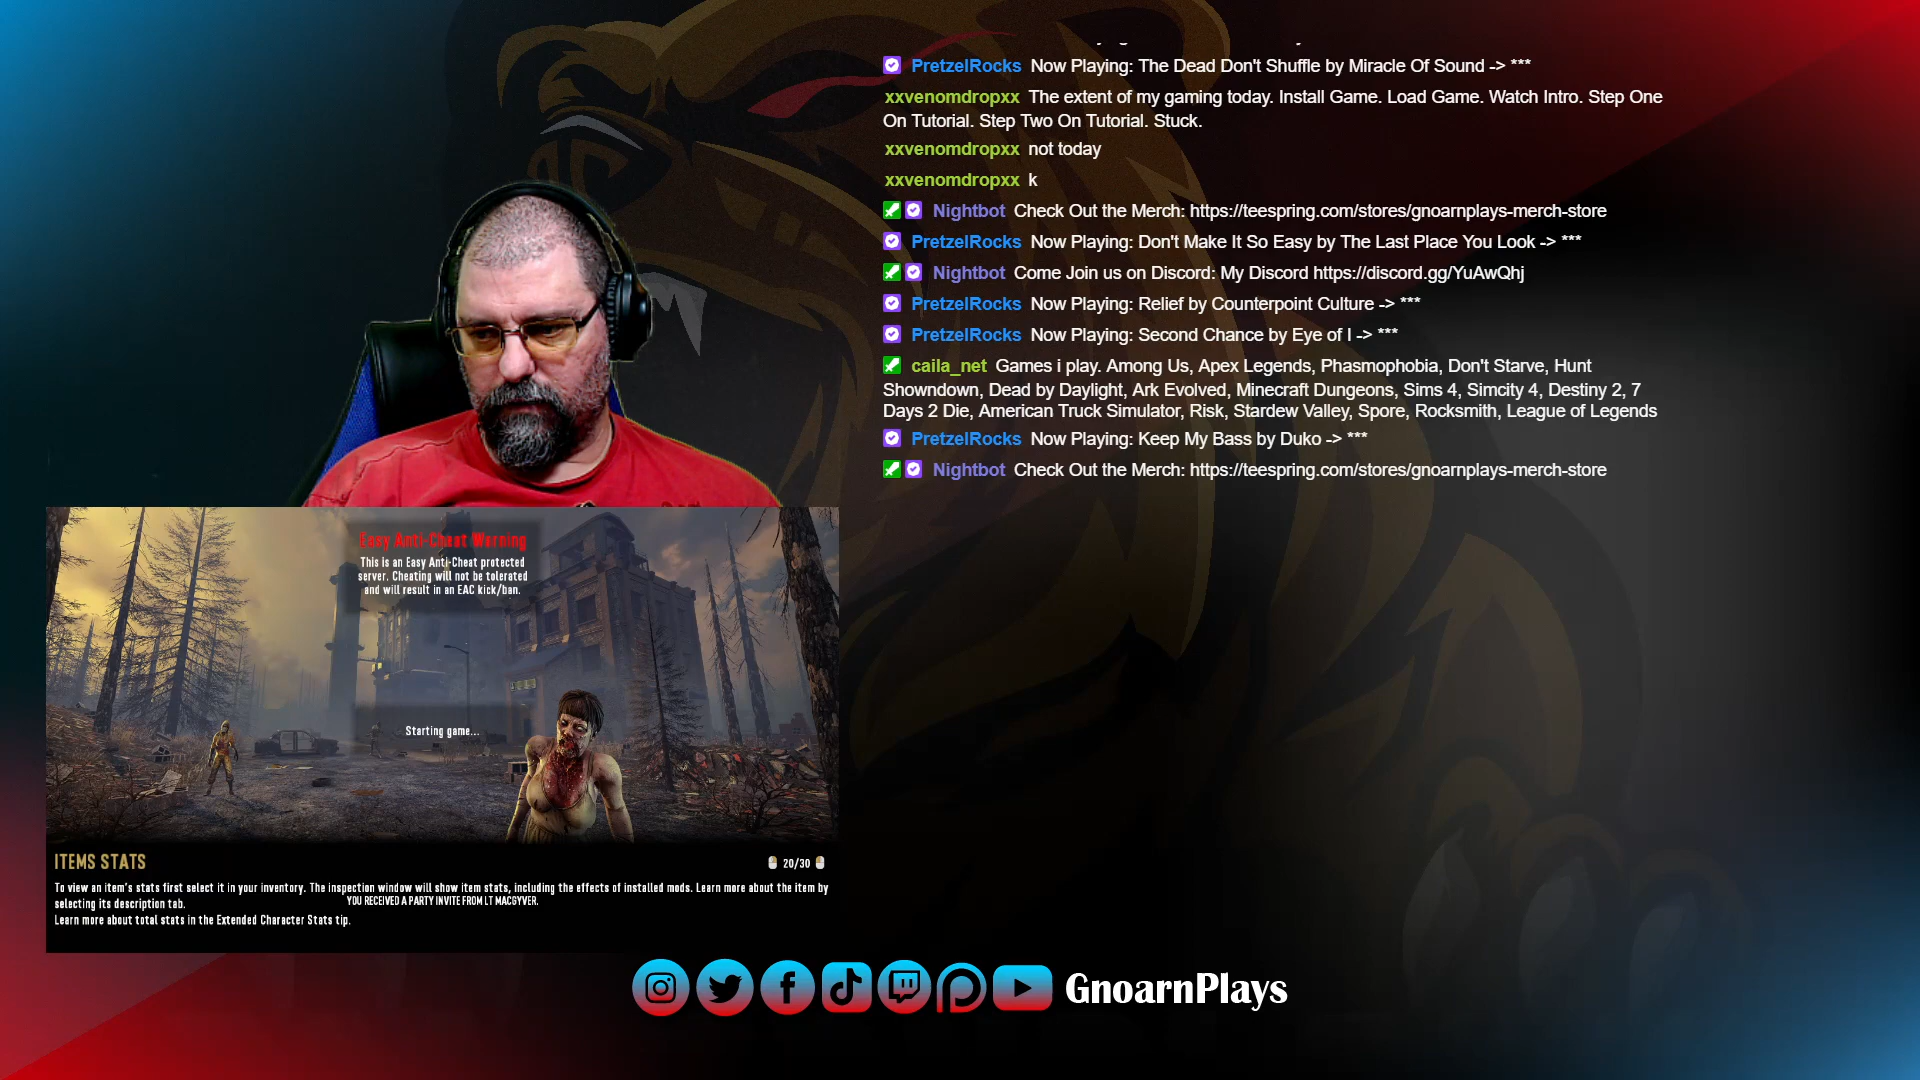 PretzelRocks Now Playing: The Dead Don't Shuffle by Miracle Of Sound -> ***
xxvenomdropxx The extent of my gaming today. Install Game. Load Game. Watch Intro. Step One
On Tutorial. Step Two On Tutorial. Stuck.
xxvenomdropxx not today
xxvenomdropxx k
Nightbot Check Out the Merch: https://teespring.com/stores/gnoarnplays-merch-store
PretzelRocks Now Playing: Don't Make It So Easy by The Last Place You Look -> ***
Nightbot Come Join us on Discord: My Discord https://discord.gg/YuAwQhj
PretzelRocks Now Playing: Relief by Counterpoint Culture -> ***
PretzelRocks Now Playing: Second Chance by Eye of I -> ***
caila_net Games i play. Among Us, Apex Legends, Phasmophobia, Don't Starve, Hunt
Showndown, Dead by Daylight, Ark Evolved, Minecraft Dungeons, Sims 4, Simcity 4, Destiny 2, 7
Days 2 Die, American Truck Simulator, Risk, Stardew Valley, Spore, Rocksmith, League of Legends
PretzelRocks Now Playing: Keep My Bass by Duko -> ***
Nightbot Check Out the Merch: https://teespring.com/stores/gnoarnplays-merch-store
Easy Anti-Cheat Warning
This is an Easy Anti-Cheat protected
server. Cheating will not be tolerated
and will result in an EAC kick/ban.
Starting game...
ITEMS STATS
20/30
To view an item's stats first select it in your inventory. The inspection window will show item stats, including the effects of installed mods. Learn more about the item by
selecting its description tab.
YOU RECEIVED A PARTY INVITE FROM LT MACGYVER.
Learn more about total stats in the Extended Character Stats tip.
GnoarnPlays